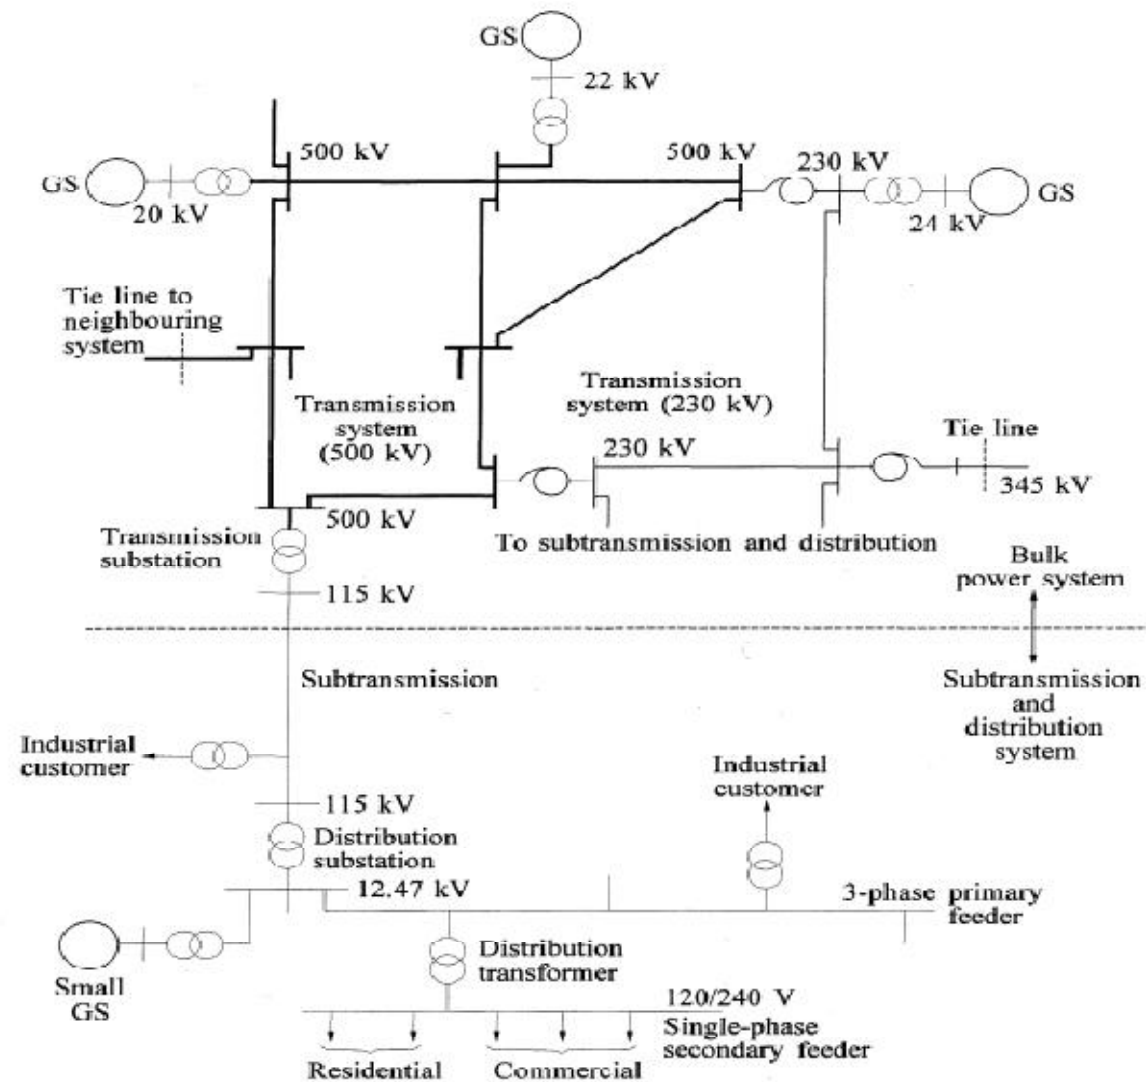 GS
22 kV
500 kV
500 kV
230 kV
GS
GS
20 kV
24 kV
Tie line to
neighbouring
system
Transmission
system
(500 kV)
Transmission
system (230 kV)
230 kV
Tie line
345 kV
500 kV
Transmission
substation
To subtransmission and distribution
Bulk
power system
115 kV
Subtransmission
Subtransmission
and
distribution
system
Industrial
customer
Industrial
customer
115 kV
Distribution
substation
12.47 kV
3-phase primary
feeder
Distribution
transformer
Small
GS
120/240 V
Single-phase
secondary feeder
Residential
Commercial